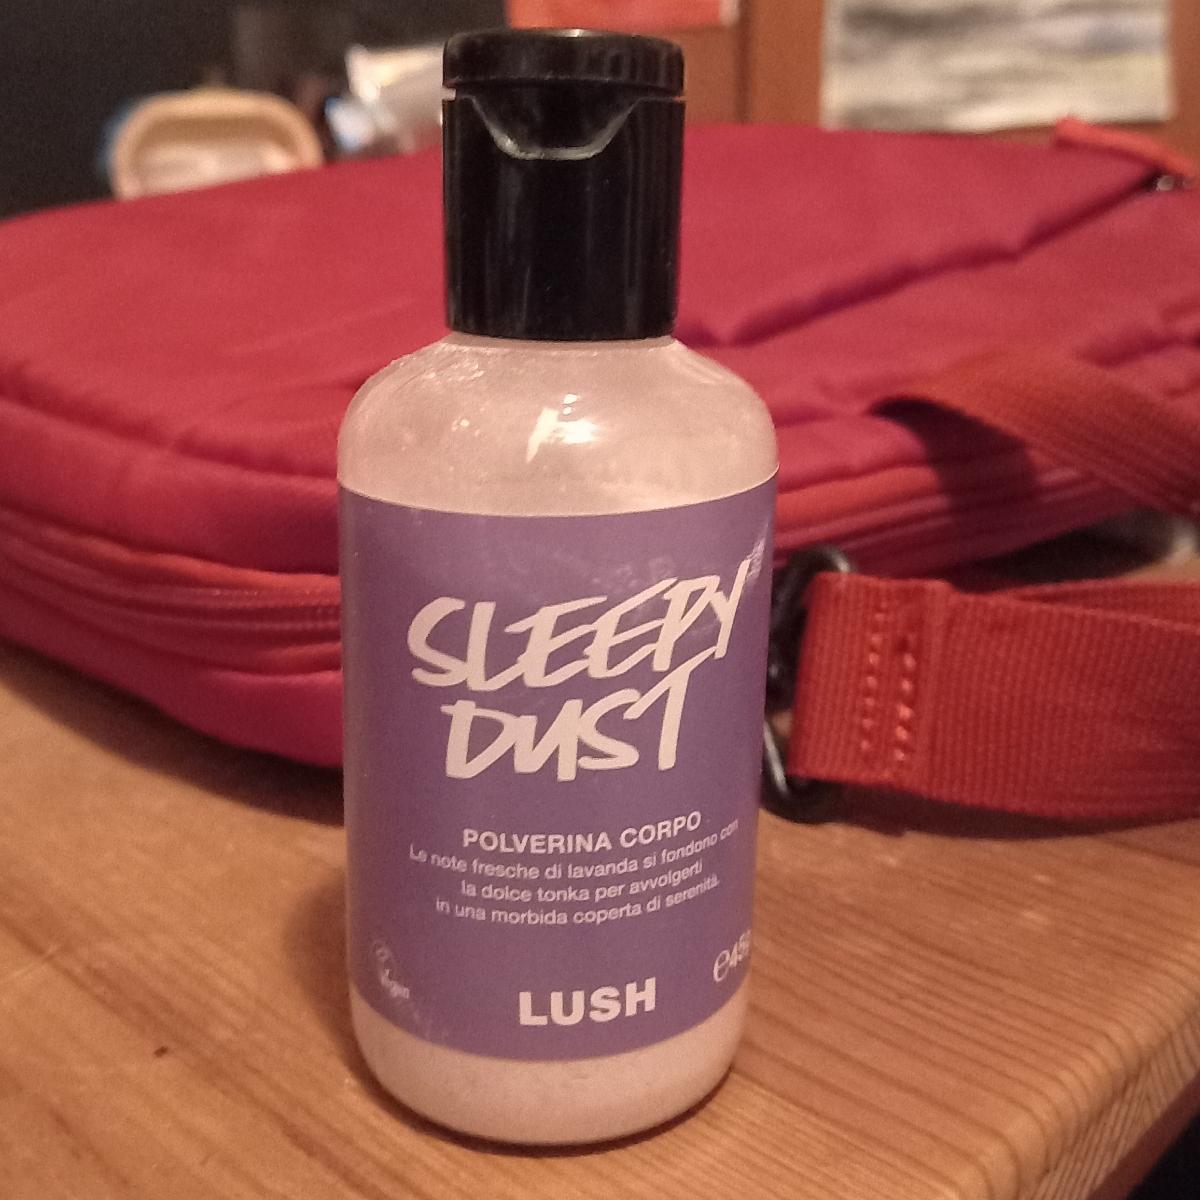 SLEEPY
DUST
POLVERINA CORPO
Le note fresche di lavanda si fondono con
la dolce tonka per avvolgerti
in una morbida coperta di serenità.
LUSH
℮45g